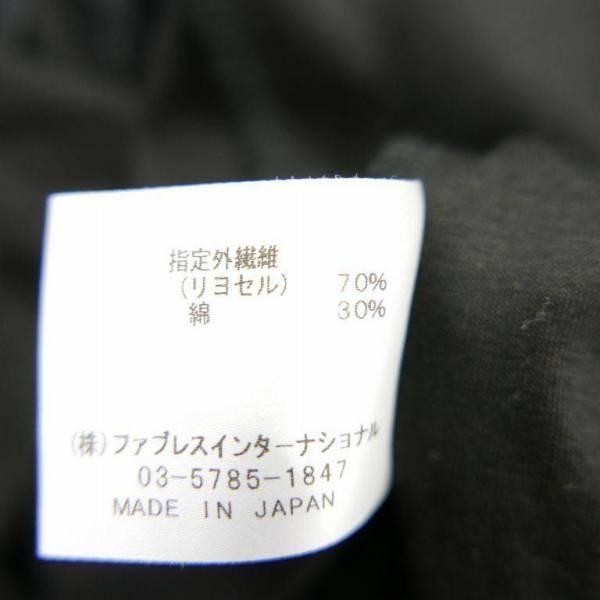 指定外繊維
(リヨセル) 70%
綿 30%
(株)ファブレスインターナショナル
03-5785-1847
MADE IN JAPAN